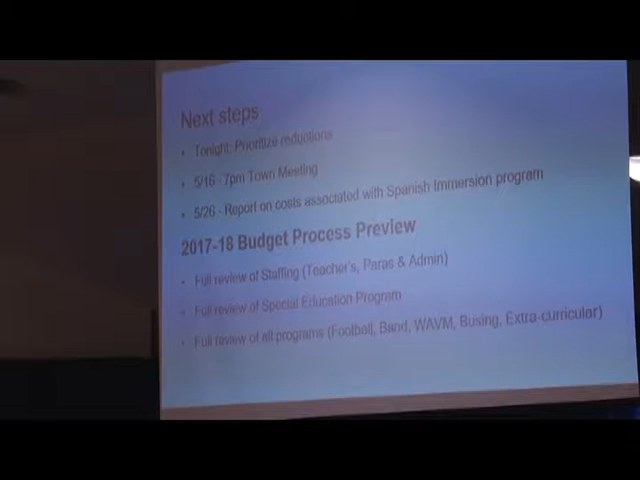 Next steps
• Tonight: Prioritize reductions
• 5/16 - 7pm Town Meeting
• 5/26 - Report on costs associated with Spanish Immersion program
2017-18 Budget Process Preview
• Full review of Staffing (Teacher's, Paras & Admin)
• Full review of Special Education Program
• Full review of all programs (Football, Band, WAVM, Busing, Extra-curricular)